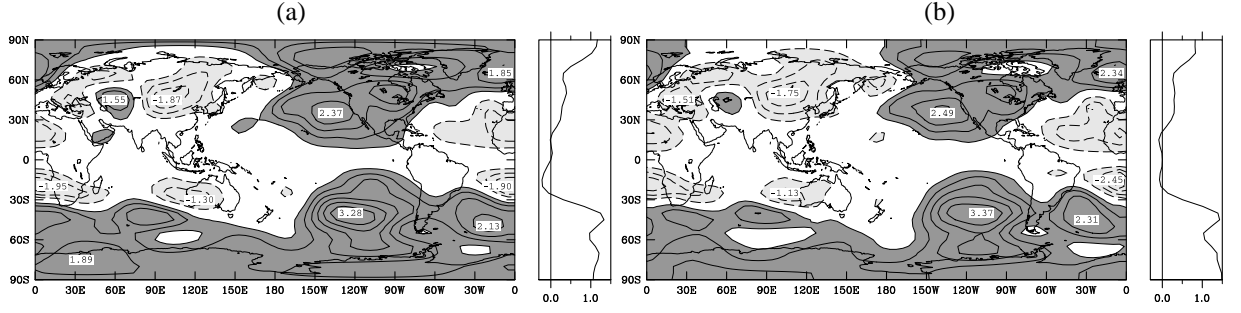 (a) (b)
90N 90N
1.85 2.34
60N 1.55 -1.87 60N -1.51 -1.75
2.37 2.49
30N 30N
0 0
-1.95 -1.30 -1.90 -1.13 -2.45
30S 30S
3.28 2.13 3.37 2.31
60S 60S
1.89
90S 90S
0 30E 60E 90E 120E 150E 180 150W 120W 90W 60W 30W 0 0.0 1.0 0 30E 60E 90E 120E 150E 180 150W 120W 90W 60W 30W 0 0.0 1.0